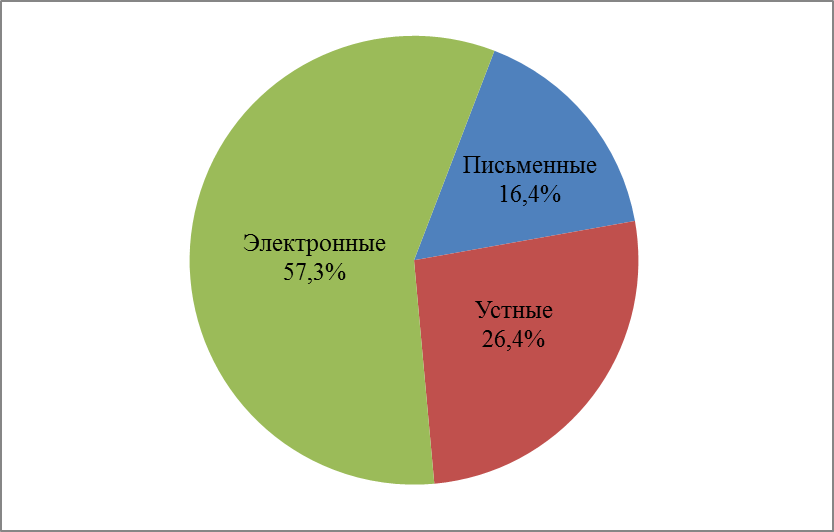 Письменные
16,4%
Электронные
57,3%
Устные
26,4%